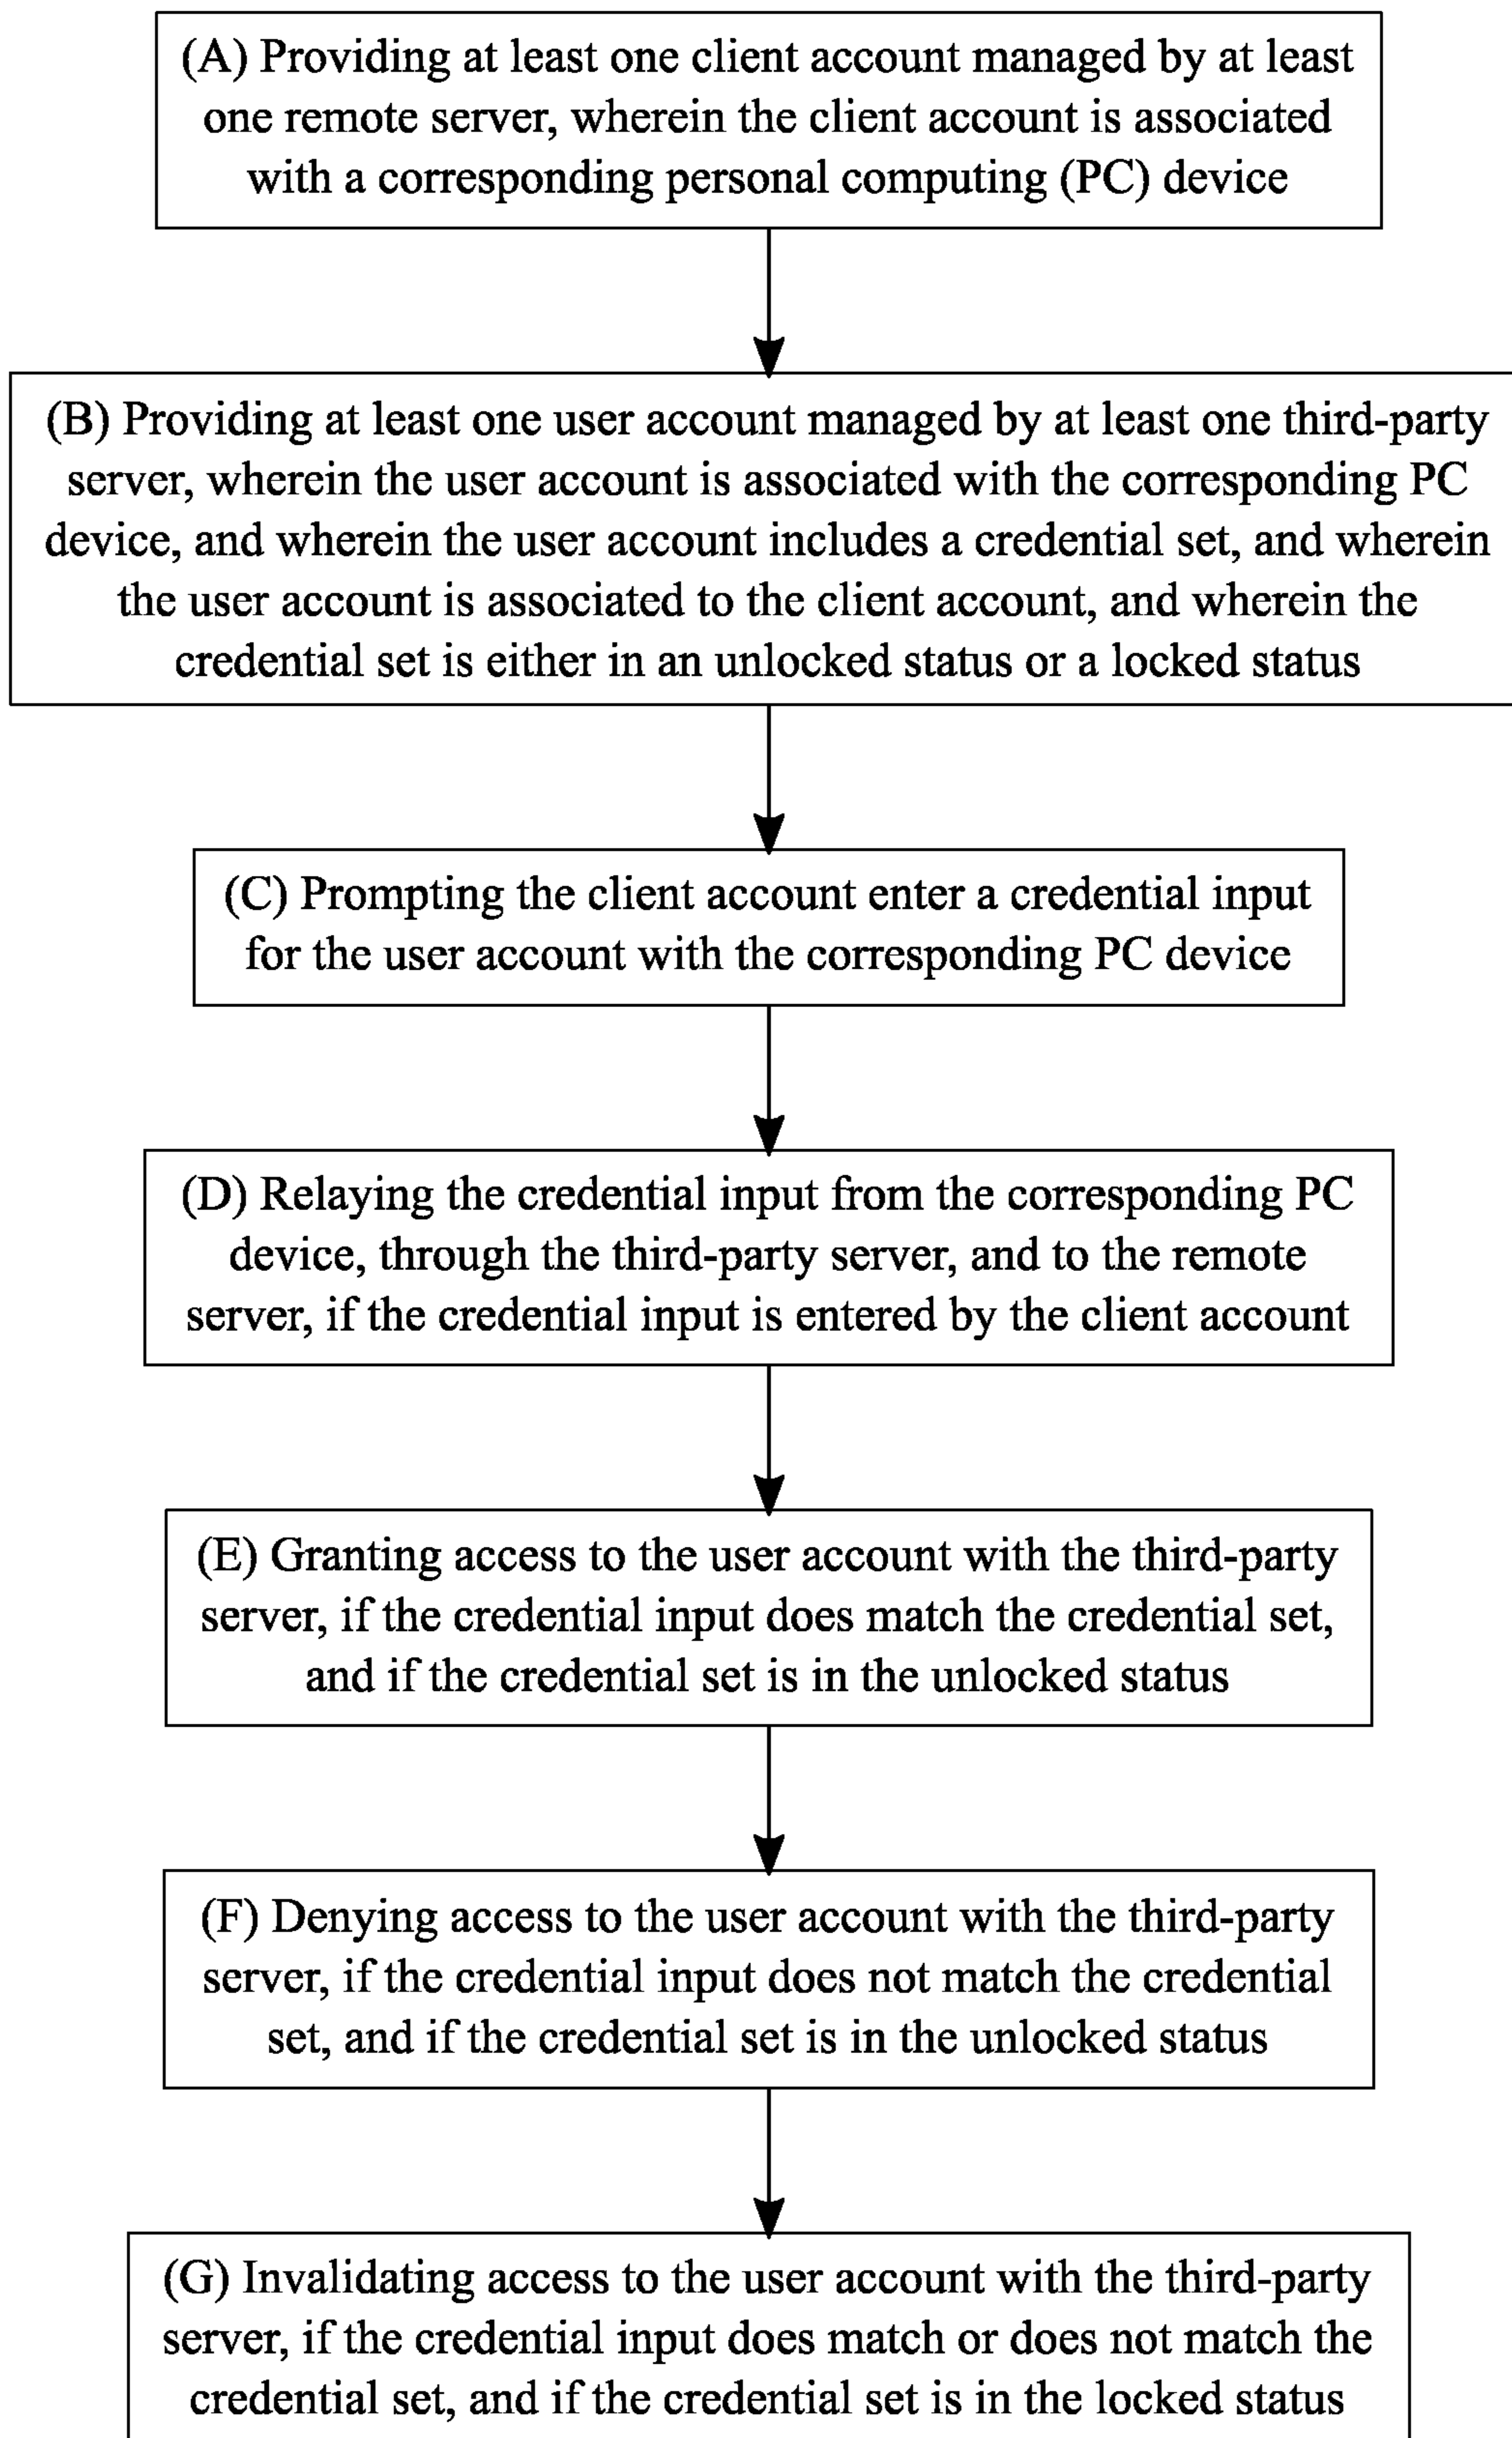 (A) Providing at least one client account managed by at least
one remote server, wherein the client account is associated
with a corresponding personal computing (PC) device
(B) Providing at least one user account managed by at least one third-party
server, wherein the user account is associated with the corresponding PC
device, and wherein the user account includes a credential set, and wherein
the user account is associated to the client account, and wherein the
credential set is either in an unlocked status or a locked status
(C) Prompting the client account enter a credential input
for the user account with the corresponding PC device
(D) Relaying the credential input from the corresponding PC
device, through the third-party server, and to the remote
server, if the credential input is entered by the client account
(E) Granting access to the user account with the third-party
server, if the credential input does match the credential set,
and if the credential set is in the unlocked status
(F) Denying access to the user account with the third-party
server, if the credential input does not match the credential
set, and if the credential set is in the unlocked status
(G) Invalidating access to the user account with the third-party
server, if the credential input does match or does not match the
credential set, and if the credential set is in the locked status